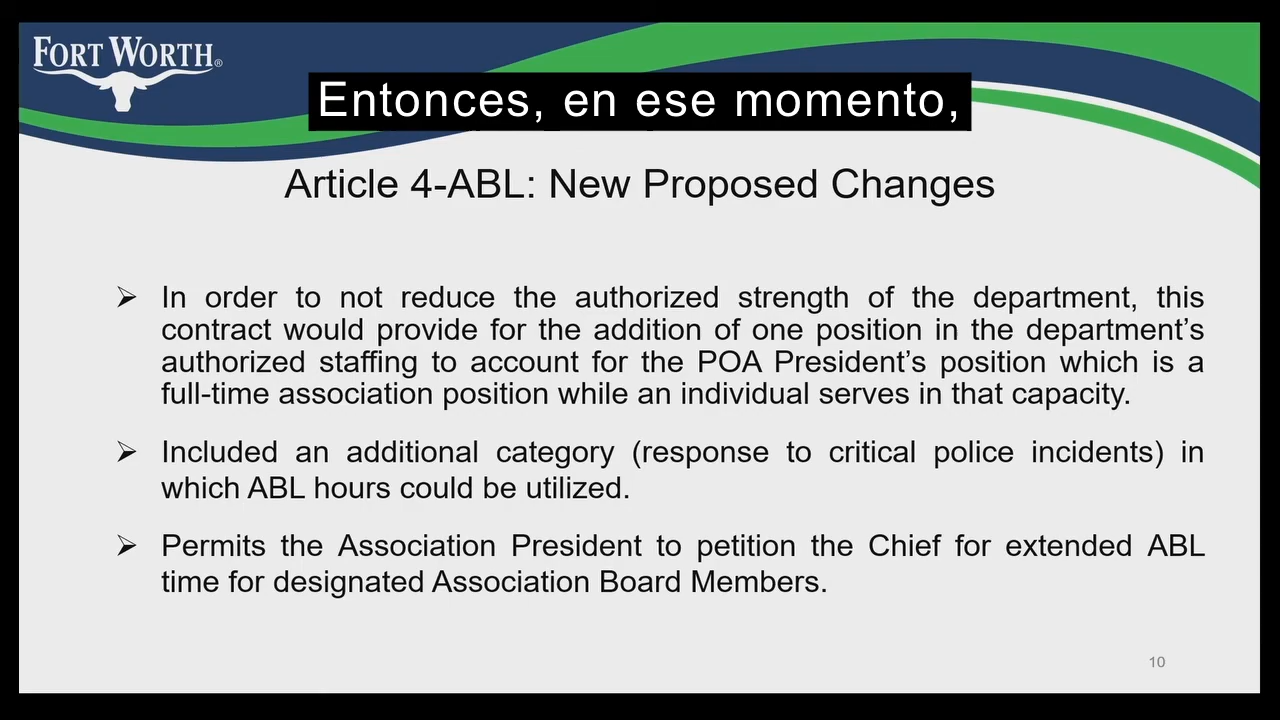 FORT WORTH®
Entonces, en ese momento,
Article 4-ABL: New Proposed Changes
➢ In order to not reduce the authorized strength of the department, this
contract would provide for the addition of one position in the department’s
authorized staffing to account for the POA President’s position which is a
full-time association position while an individual serves in that capacity.
➢ Included an additional category (response to critical police incidents) in
which ABL hours could be utilized.
➢ Permits the Association President to petition the Chief for extended ABL
time for designated Association Board Members.
10